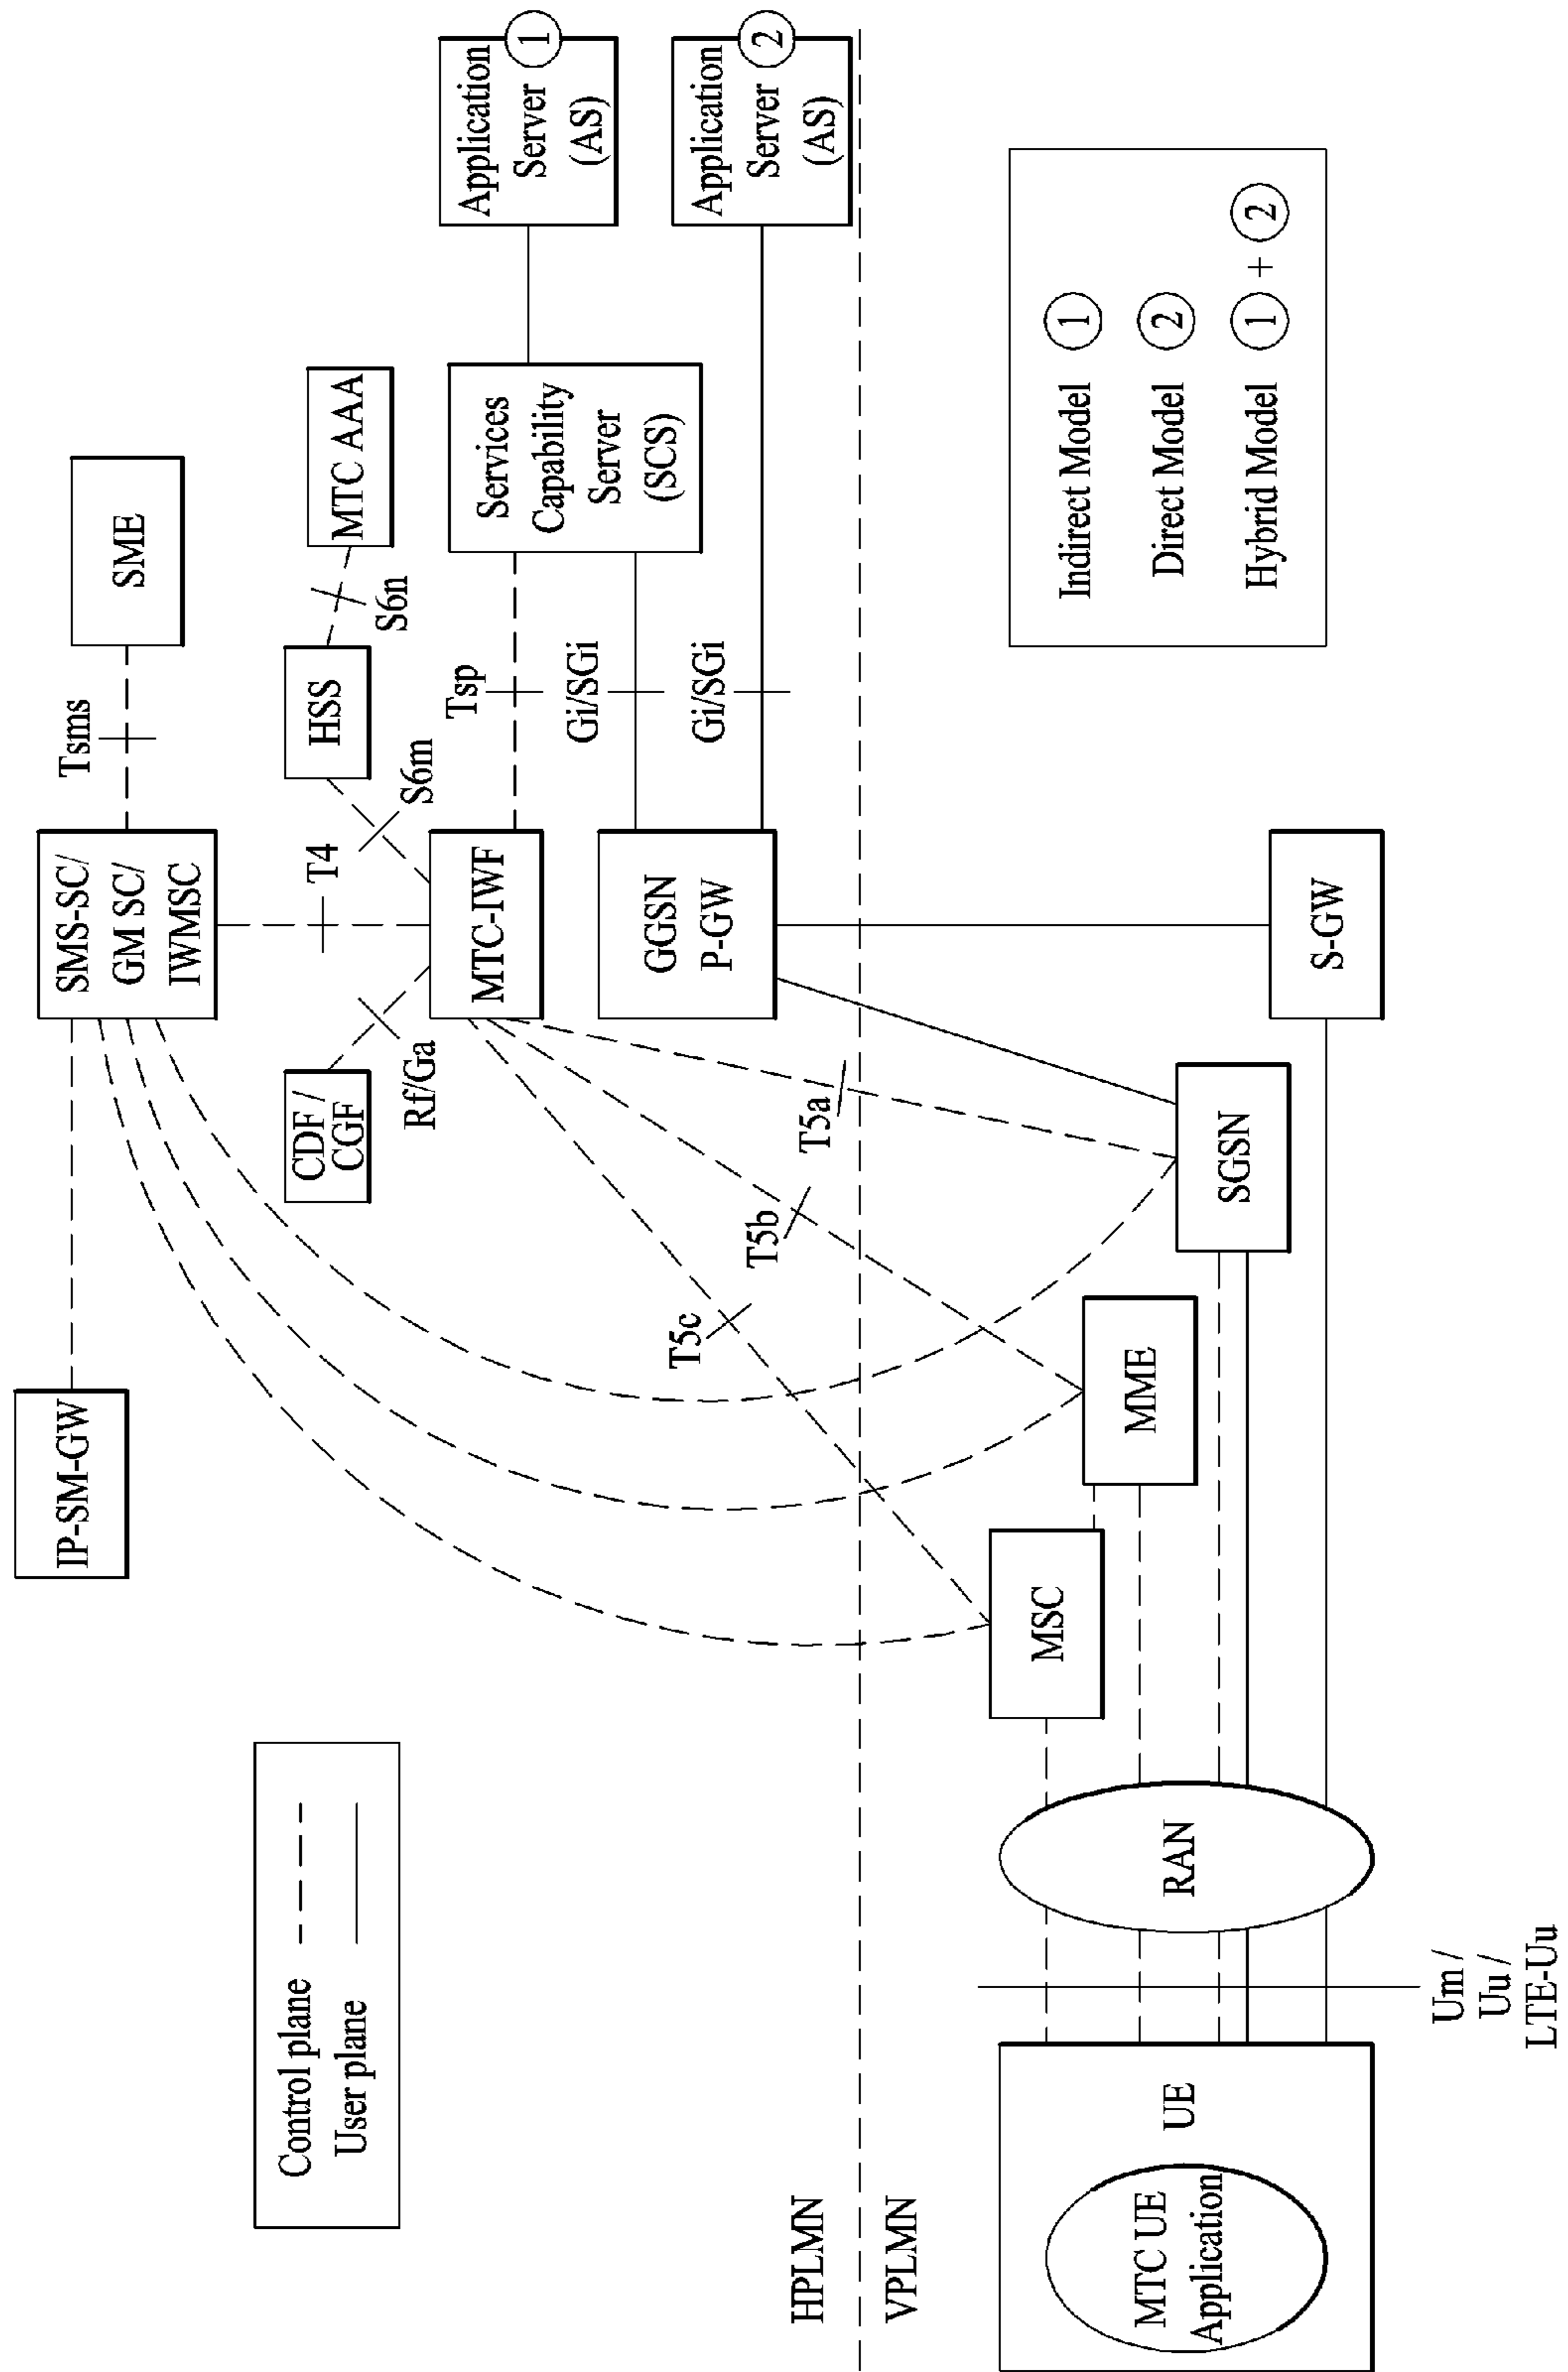 IP-SM-GW
SMS-SC/
GM SC/
IWMSC
Tsms
SME
Control plane
User plane
CDF /
CGF
Rf/Ga
T4
S6m
HSS
S6n
MTC AAA
MTC-IWF
Tsp
Services
Capability
Server
(SCS)
Application
Server
(AS)
1
T5c
T5b
T5a
GGSN
P-GW
Gi/SGi
Gi/SGi
Application
Server
(AS)
2
HPLMN
VPLMN
MTC UE
Application
UE
RAN
MSC
MME
SGSN
S-GW
Um /
Uu /
LTE-Uu
Indirect Model 1
Direct Model 2
Hybrid Model 1 + 2